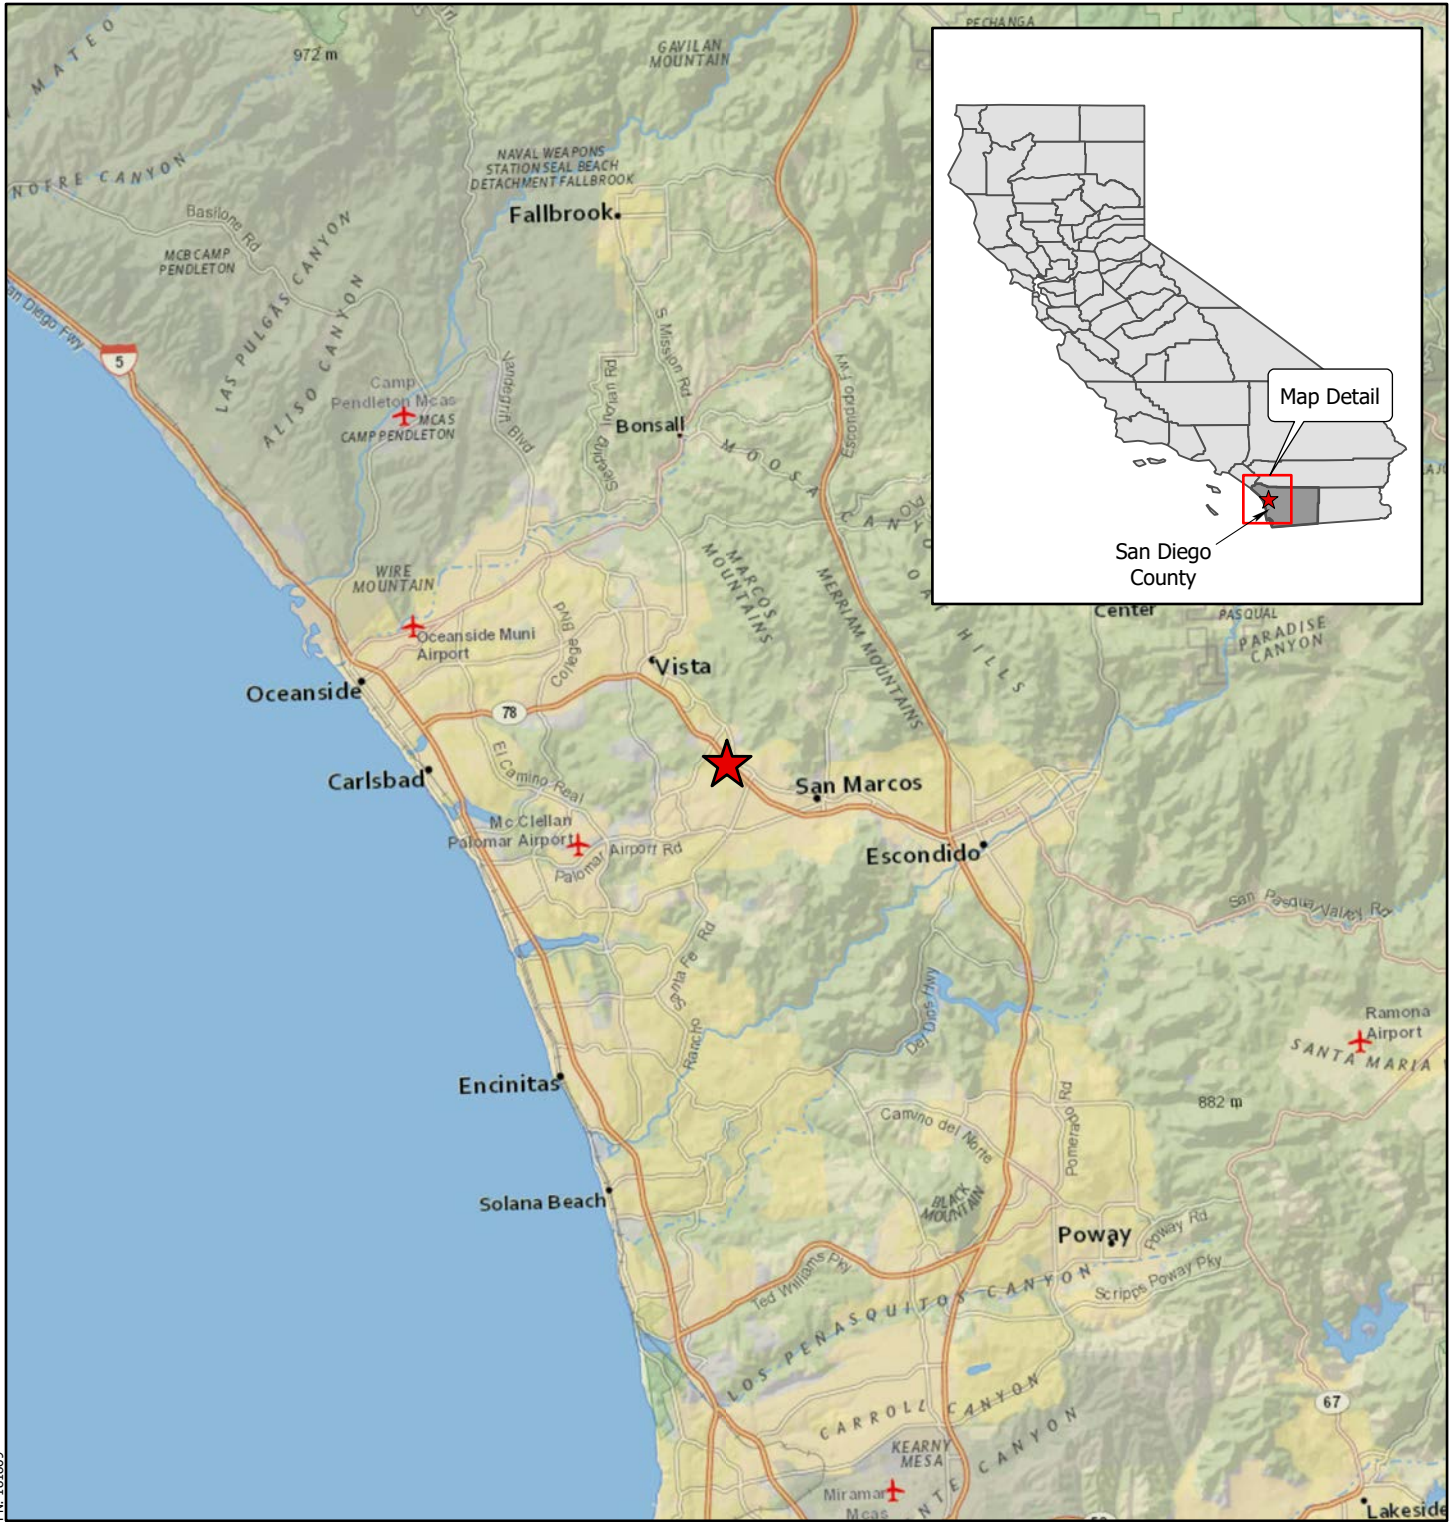 MATEO
972 m
GAVILAN
MOUNTAIN
PECHANGA
NOFRE CANYON
NAVAL WEAPONS
STATION SEAL BEACH
DETACHMENT FALLBROOK
Fallbrook
Basilone Rd
MCB CAMP
PENDLETON
LAS PULGAS CANYON
ALISO CANYON
San Diego Fwy
5
Camp
Pendleton Mcas
MCAS
CAMP PENDLETON
Vandegrift Blvd
Sleeping Indian Rd
S Mission Rd
Bonsall
Escondido Fwy
MOOSA CANYON
Map Detail
San Diego
County
WIRE
MOUNTAIN
MARCOS
MOUNTAINS
MERRIAM MOUNTAINS
HILLS
Center
PASQUAL
PARADISE
CANYON
Oceanside Muni
Airport
College Blvd
Vista
Oceanside
78
El Camino Real
Carlsbad
San Marcos
Mc Clellan
Palomar Airport
Palomar Airport Rd
Escondido
San Pasqual Valley Rd
Rancho Santa Fe Rd
Del Dios Hwy
Ramona
Airport
SANTA MARIA
Encinitas
882 m
Camino del Norte
Pomerado Rd
Solana Beach
BLACK
MOUNTAIN
Poway
Poway Rd
Ted Williams Pky
Scripps Poway Pky
LOS PENASQUITOS CANYON
CARROLL CANYON
67
KEARNY
MESA
NTE CANYON
Miramar
Mcas
Lakeside